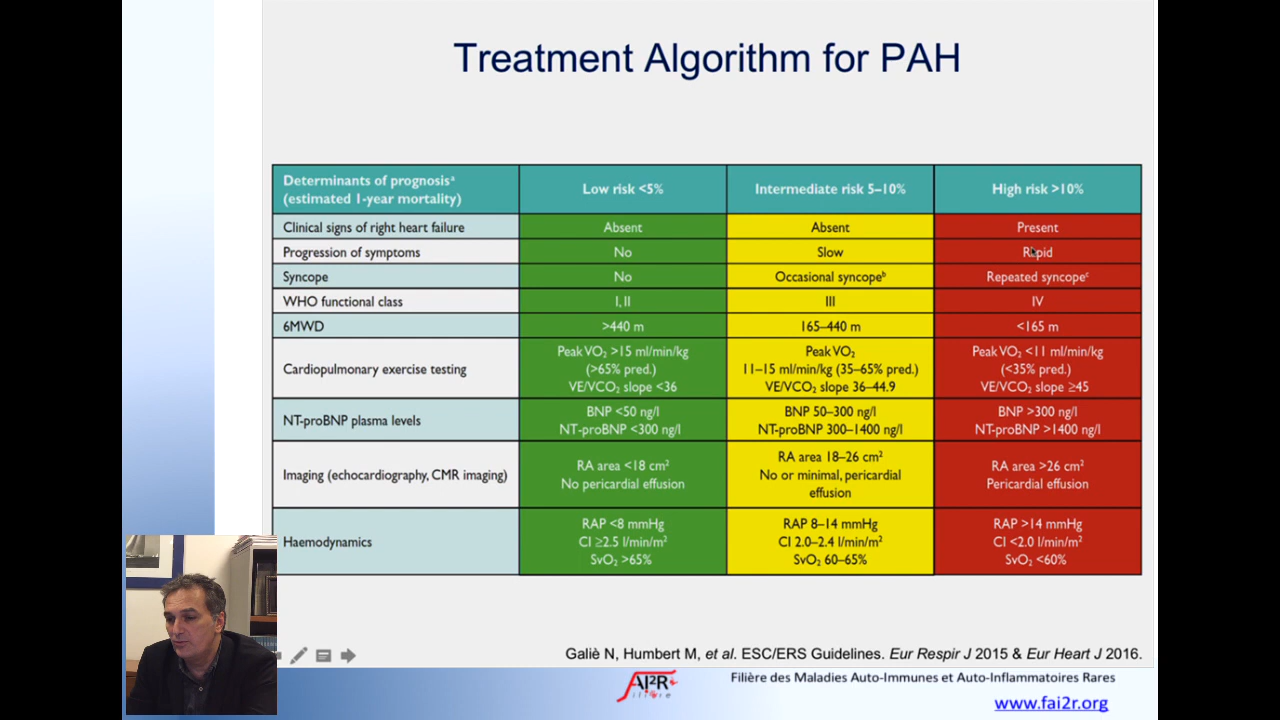 Treatment Algorithm for PAH
Determinants of prognosisᵃ
(estimated 1-year mortality)
Low risk <5%
Intermediate risk 5–10%
High risk >10%
Clinical signs of right heart failure
Absent
Absent
Present
Progression of symptoms
No
Slow
Rapid
Syncope
No
Occasional syncopeᵇ
Repeated syncopeᶜ
WHO functional class
I, II
III
IV
6MWD
>440 m
165–440 m
<165 m
Cardiopulmonary exercise testing
Peak VO₂ >15 ml/min/kg
(>65% pred.)
VE/VCO₂ slope <36
Peak VO₂
11–15 ml/min/kg (35–65% pred.)
VE/VCO₂ slope 36–44.9
Peak VO₂ <11 ml/min/kg
(<35% pred.)
VE/VCO₂ slope ≥45
NT-proBNP plasma levels
BNP <50 ng/l
NT-proBNP <300 ng/l
BNP 50–300 ng/l
NT-proBNP 300–1400 ng/l
BNP >300 ng/l
NT-proBNP >1400 ng/l
Imaging (echocardiography, CMR imaging)
RA area <18 cm²
No pericardial effusion
RA area 18–26 cm²
No or minimal, pericardial
effusion
RA area >26 cm²
Pericardial effusion
Haemodynamics
RAP <8 mmHg
CI ≥2.5 l/min/m²
SvO₂ >65%
RAP 8–14 mmHg
CI 2.0–2.4 l/min/m²
SvO₂ 60–65%
RAP >14 mmHg
CI <2.0 l/min/m²
SvO₂ <60%
Galiè N, Humbert M, et al. ESC/ERS Guidelines. Eur Respir J 2015 & Eur Heart J 2016.
FAI²R
filière
Filière des Maladies Auto-Immunes et Auto-Inflammatoires Rares
www.fai2r.org